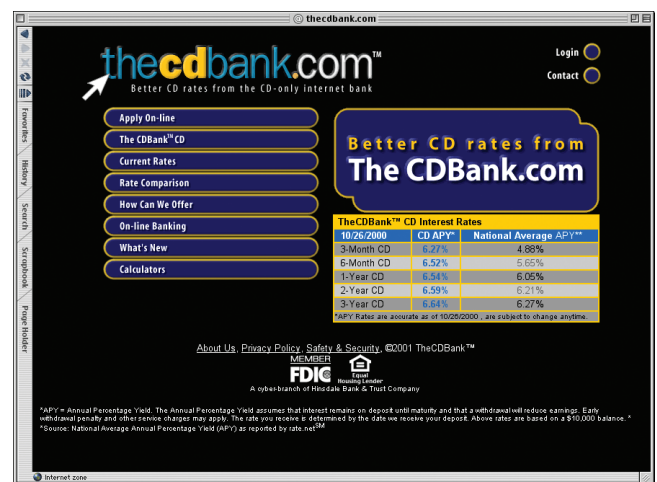 thecdbank.com
thecdbank.com™
Better CD rates from the CD-only internet bank
Login
Contact
Favorites
History
Search
Scrapbook
Page Holder
Apply On-line
The CDBank™ CD
Current Rates
Rate Comparison
How Can We Offer
On-line Banking
What's New
Calculators
Better CD rates from
The CDBank.com
TheCDBank™ CD Interest Rates
10/26/2000 CD APY* National Average APY**
3-Month CD 6.27% 4.88%
6-Month CD 6.52% 5.65%
1-Year CD 6.54% 6.05%
2-Year CD 6.59% 6.21%
3-Year CD 6.64% 6.27%
*APY Rates are accurate as of 10/26/2000 , are subject to change anytime.
About Us, Privacy Policy, Safety & Security, ©2001 TheCDBank™
MEMBER
FDIC
Equal
Housing Lender
A cyber-branch of Hinsdale Bank & Trust Company
*APY = Annual Percentage Yield. The Annual Percentage Yield assumes that interest remains on deposit until maturity and that a withdrawal will reduce earnings. Early
withdrawal penalty and other service charges may apply. The rate you receive is determined by the date we receive your deposit. Above rates are based on a $10,000 balance. *
*Source: National Average Annual Percentage Yield (APY) as reported by rate.net℠
Internet zone